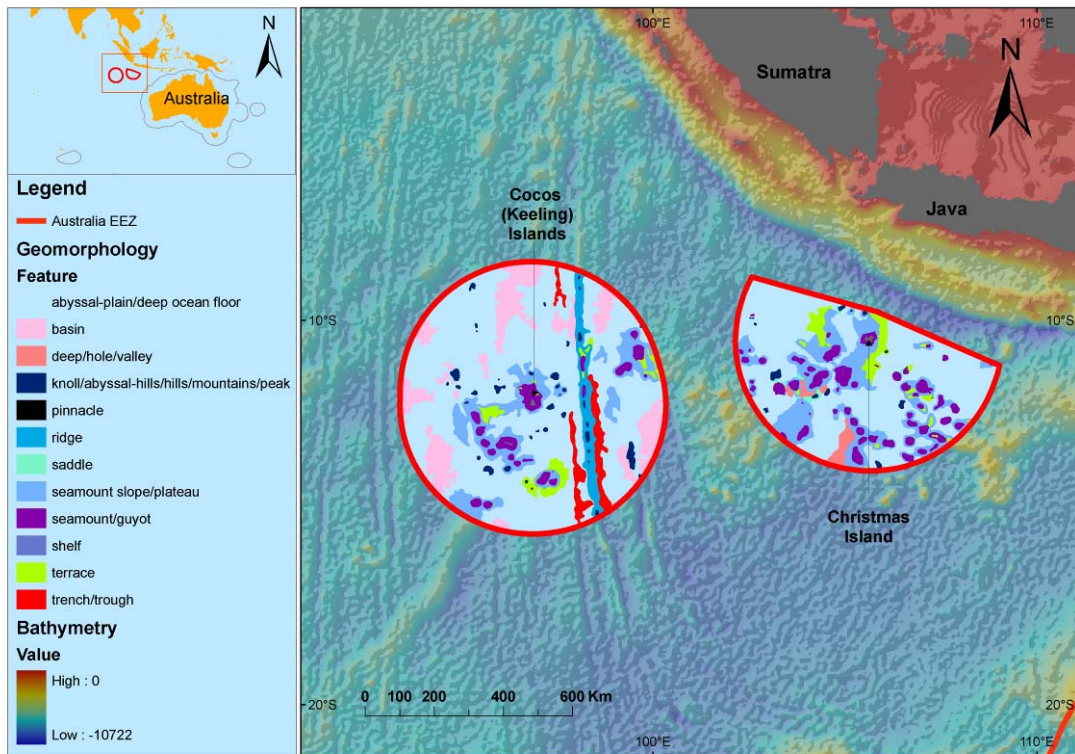 N
Australia
Legend
Australia EEZ
Geomorphology
Feature
abyssal-plain/deep ocean floor
basin
deep/hole/valley
knoll/abyssal-hills/hills/mountains/peak
pinnacle
ridge
saddle
seamount slope/plateau
seamount/guyot
shelf
terrace
trench/trough
Bathymetry
Value
High : 0
Low : -10722
100°E
110°E
Sumatra
N
Java
Cocos
(Keeling)
Islands
10°S
10°S
Christmas
Island
0 100 200 400 600 Km
20°S
20°S
100°E
110°E